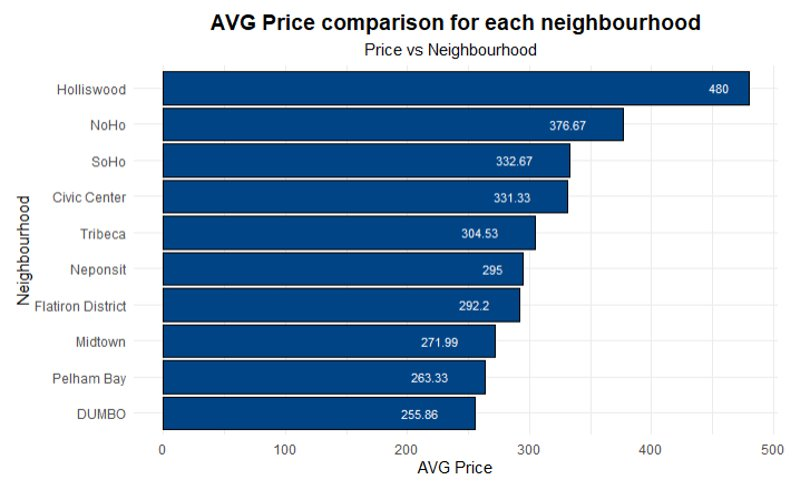 AVG Price comparison for each neighbourhood
Price vs Neighbourhood
Neighbourhood
Holliswood 480
NoHo 376.67
SoHo 332.67
Civic Center 331.33
Tribeca 304.53
Neponsit 295
Flatiron District 292.2
Midtown 271.99
Pelham Bay 263.33
DUMBO 255.86
0 100 200 300 400 500
AVG Price